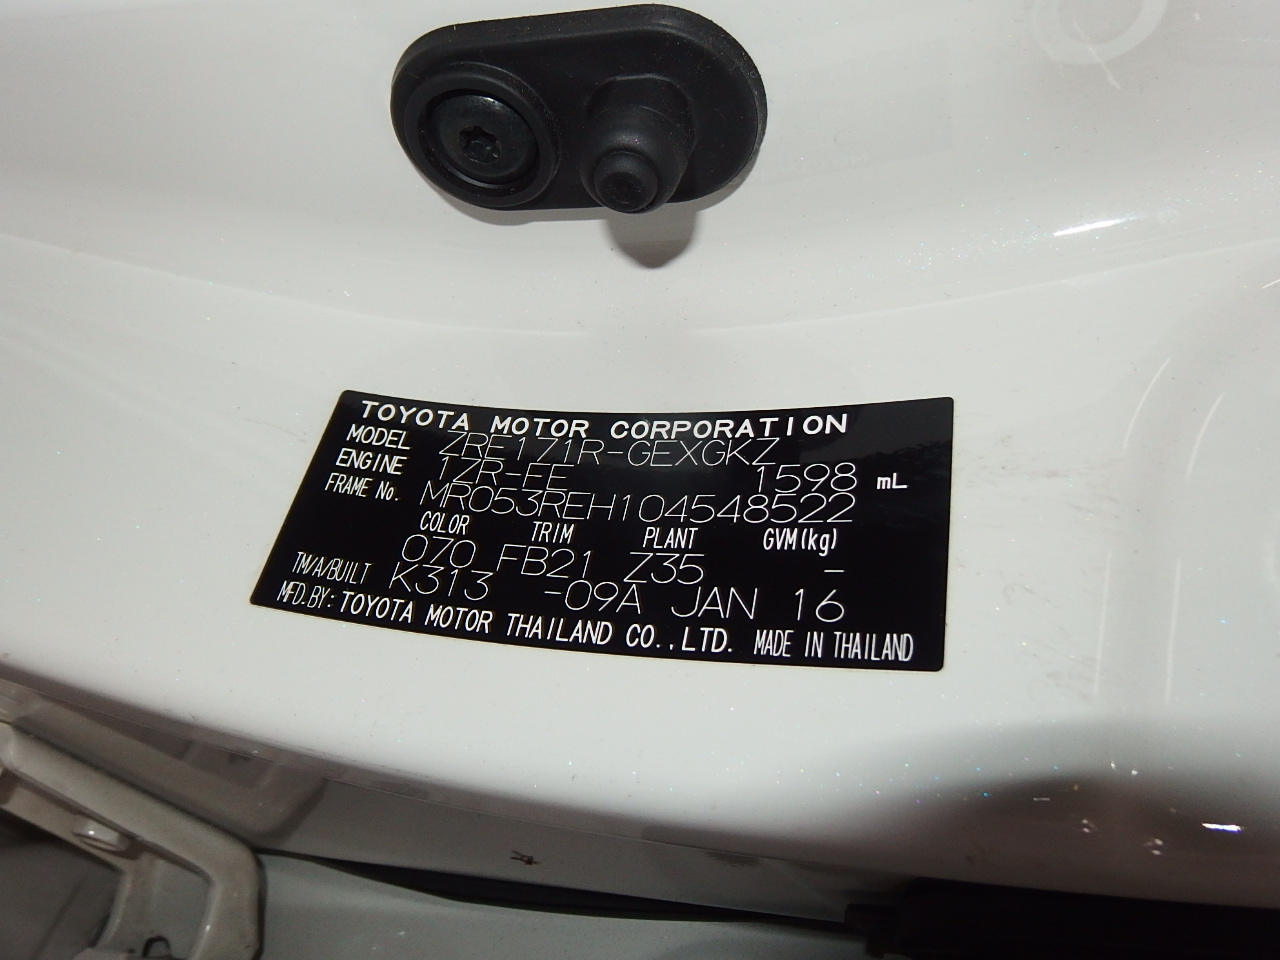 TOYOTA MOTOR CORPORATION
MODEL ZRE171R-GEXGKZ
ENGINE 1ZR-FE 1598 mL
FRAME No. MR053REH104548522
COLOR TRIM PLANT GVM(kg)
070 FB21 Z35 -
TM/A/BUILT K313 -09A JAN 16
MFD.BY: TOYOTA MOTOR THAILAND CO.,LTD. MADE IN THAILAND